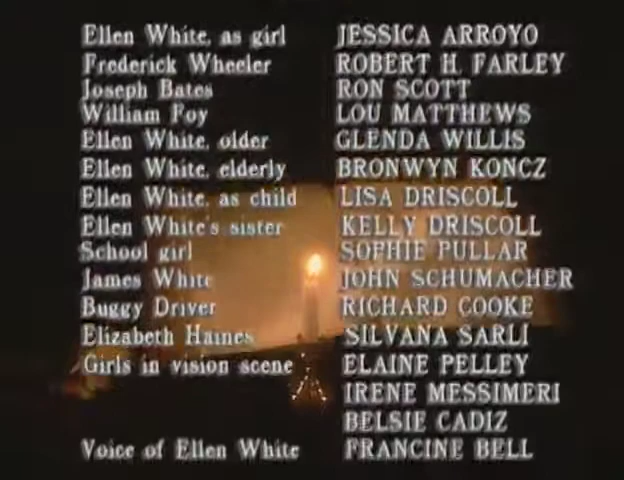 Ellen White, as girl JESSICA ARROYO
Frederick Wheeler ROBERT H. FARLEY
Joseph Bates RON SCOTT
William Foy LOU MATTHEWS
Ellen White, older GLENDA WILLIS
Ellen White, elderly BRONWYN KONCZ
Ellen White, as child LISA DRISCOLL
Ellen White's sister KELLY DRISCOLL
School girl SOPHIE PULLAR
James White JOHN SCHUMACHER
Buggy Driver RICHARD COOKE
Elizabeth Haines SILVANA SARLI
Girls in vision scene ELAINE PELLEY
IRENE MESSIMERI
BELSIE CADIZ
Voice of Ellen White FRANCINE BELL